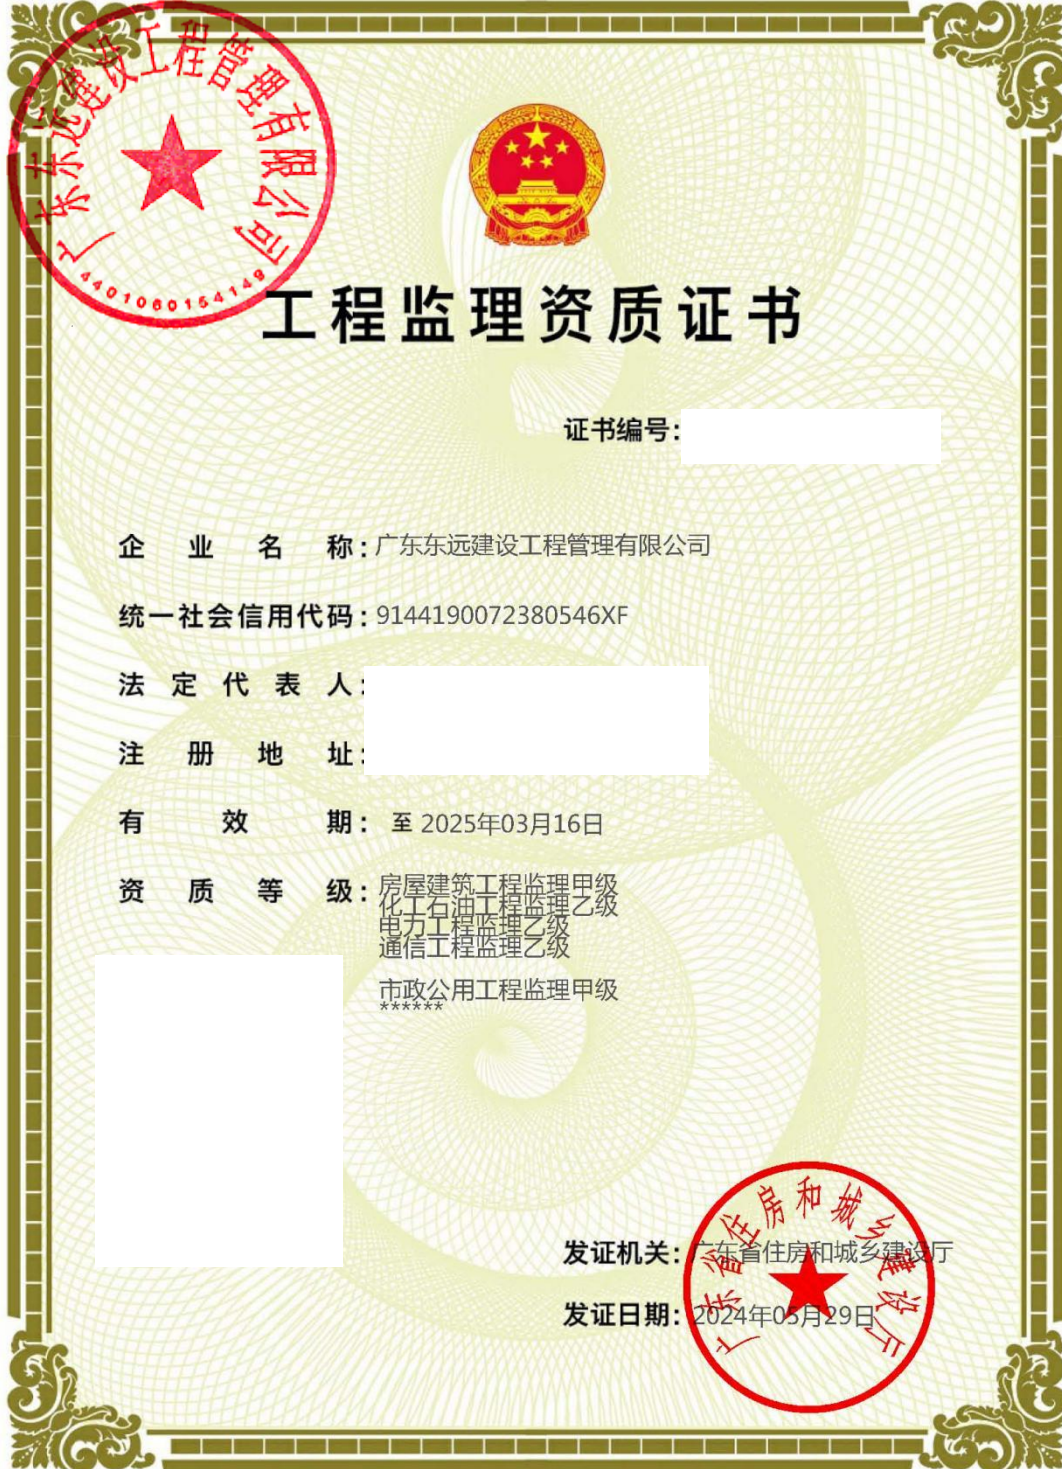 广东东远建设工程管理有限公司
4401060154149
工程监理资质证书
证书编号:
企业名称:广东东远建设工程管理有限公司
统一社会信用代码:9144190072380546XF
法定代表人:
注册地址:
有效期: 至 2025年03月16日
资质等级:房屋建筑工程监理甲级
化工石油工程监理乙级
电力工程监理乙级
通信工程监理乙级
市政公用工程监理甲级
******
发证机关:广东省住房和城乡建设厅
发证日期:2024年05月29日
广东省住房和城乡建设厅